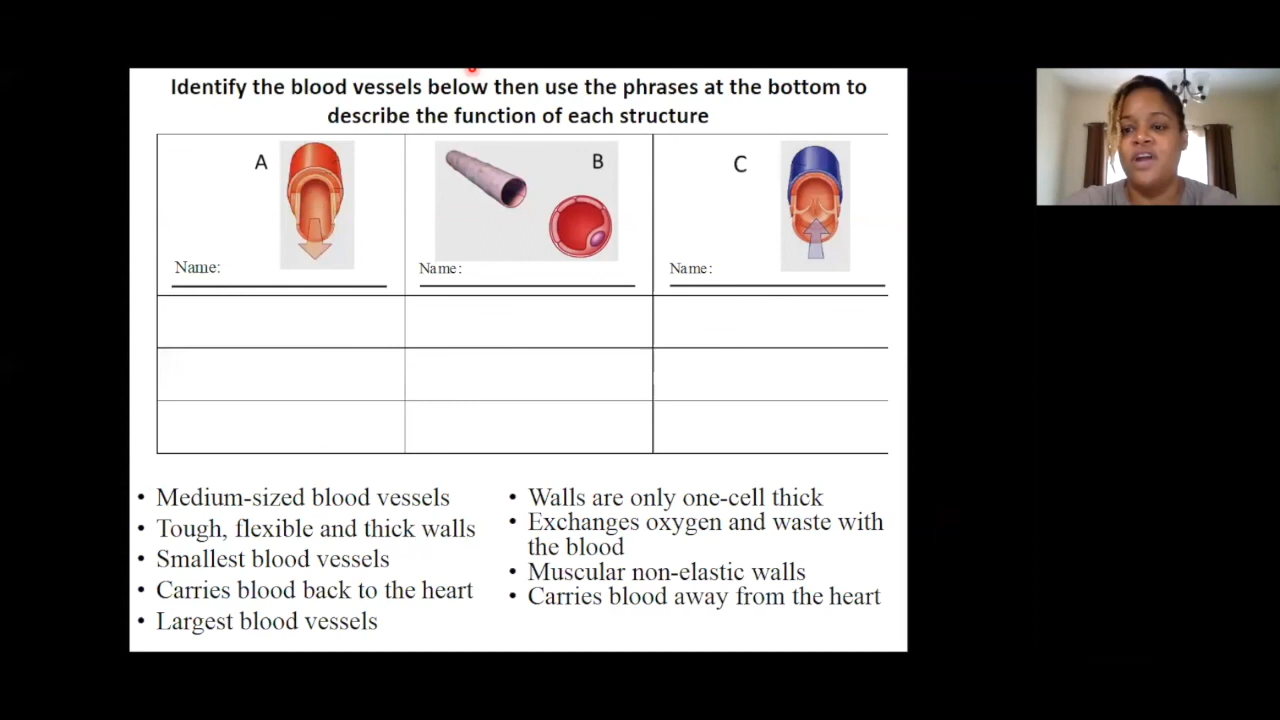 Identify the blood vessels below then use the phrases at the bottom to
describe the function of each structure
A
B
C
Name:
Name:
Name:
• Medium-sized blood vessels
• Tough, flexible and thick walls
• Smallest blood vessels
• Carries blood back to the heart
• Largest blood vessels
• Walls are only one-cell thick
• Exchanges oxygen and waste with
the blood
• Muscular non-elastic walls
• Carries blood away from the heart